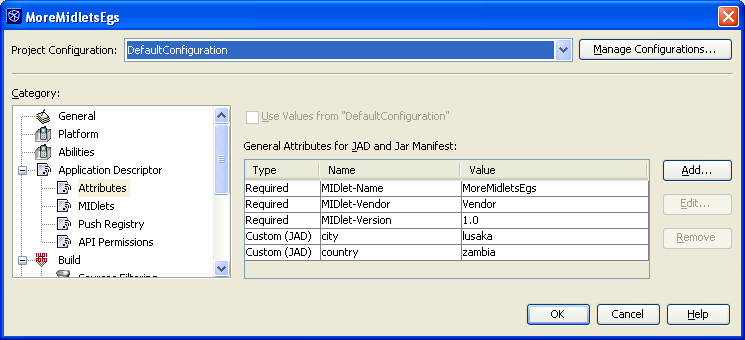 MoreMidletsEgs
Project Configuration: DefaultConfiguration Manage Configurations...
Category:
General
Platform
Abilities
Application Descriptor
Attributes
MIDlets
Push Registry
API Permissions
Build
Sources Filtering
Use Values from "DefaultConfiguration"
General Attributes for JAD and Jar Manifest:
Type Name Value
Required MIDlet-Name MoreMidletsEgs
Required MIDlet-Vendor Vendor
Required MIDlet-Version 1.0
Custom (JAD) city lusaka
Custom (JAD) country zambia
Add...
Edit...
Remove
OK Cancel Help